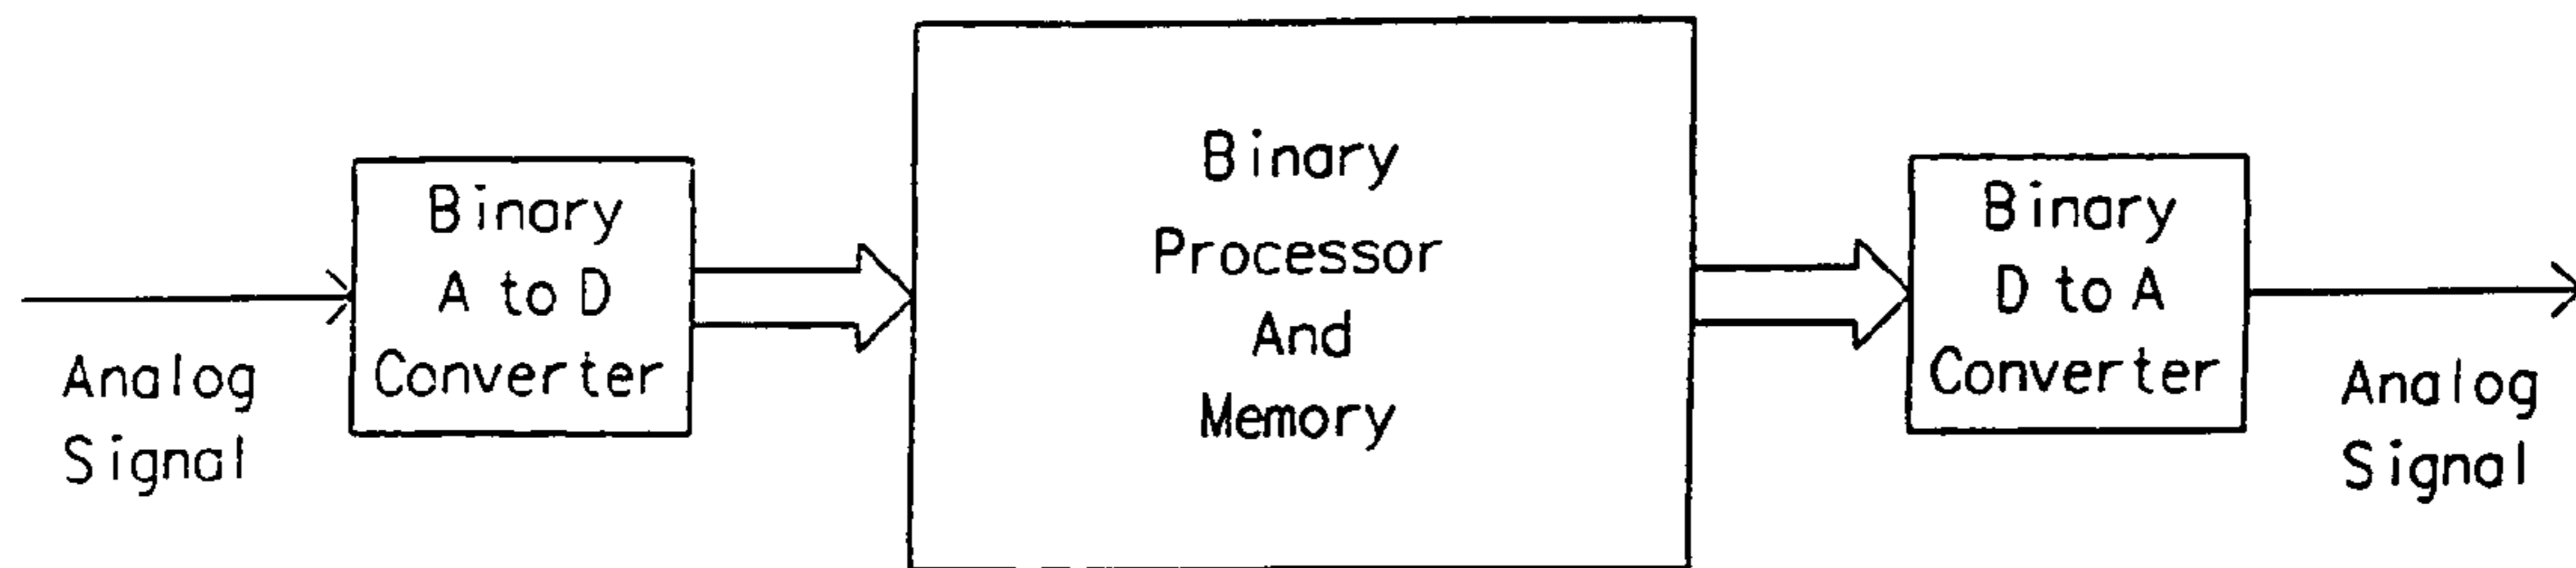 Analog
Signal
Binary
A to D
Converter
Binary
Processor
And
Memory
Binary
D to A
Converter
Analog
Signal